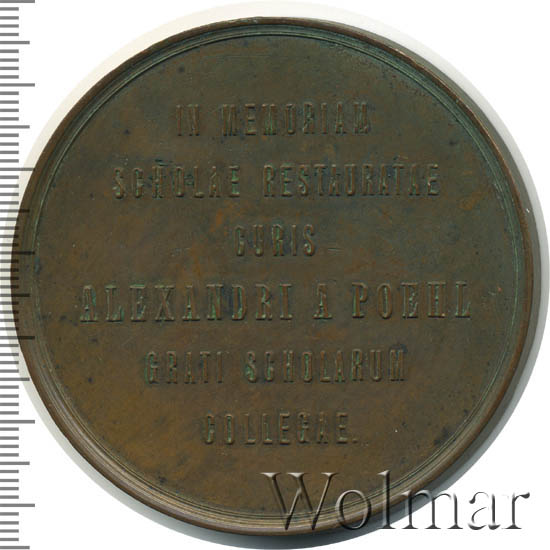 IN MEMORIAM
SCHOLAE RESTAURATAE
CURIS
ALEXANDRI A POEHL
GRATI SCHOLARUM
COLLEGAE.
Wolmar